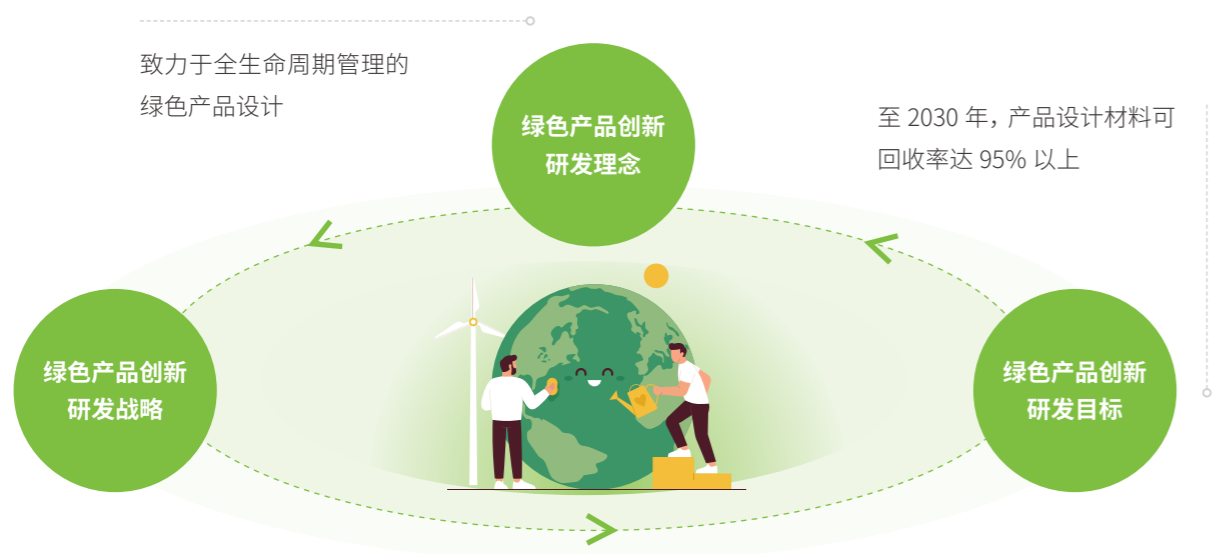 致力于全生命周期管理的
绿色产品设计
绿色产品创新
研发理念
至 2030 年，产品设计材料可
回收率达 95% 以上
绿色产品创新
研发战略
绿色产品创新
研发目标